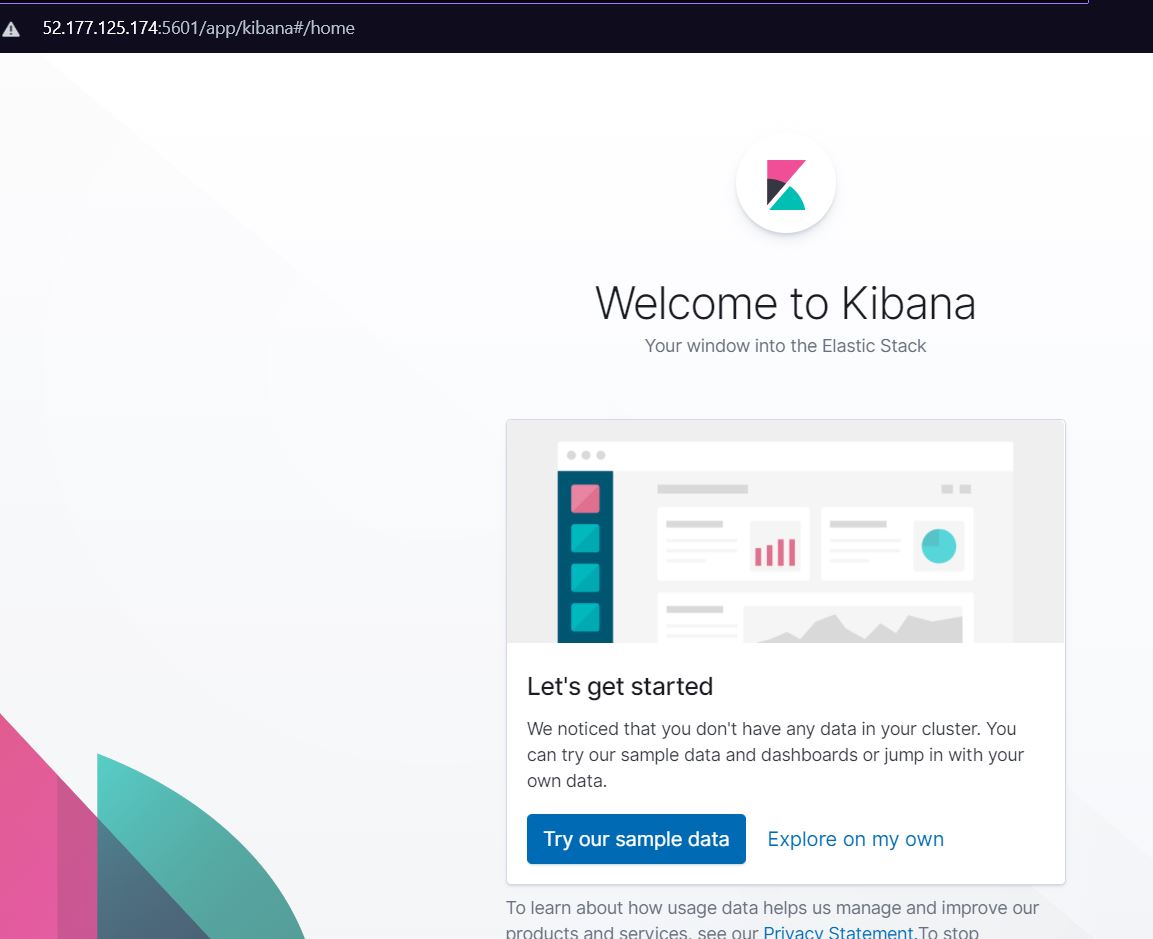 52.177.125.174:5601/app/kibana#/home
Welcome to Kibana
Your window into the Elastic Stack
Let's get started
We noticed that you don't have any data in your cluster. You
can try our sample data and dashboards or jump in with your
own data.
Try our sample data
Explore on my own
To learn about how usage data helps us manage and improve our
products and services, see our Privacy Statement.To stop